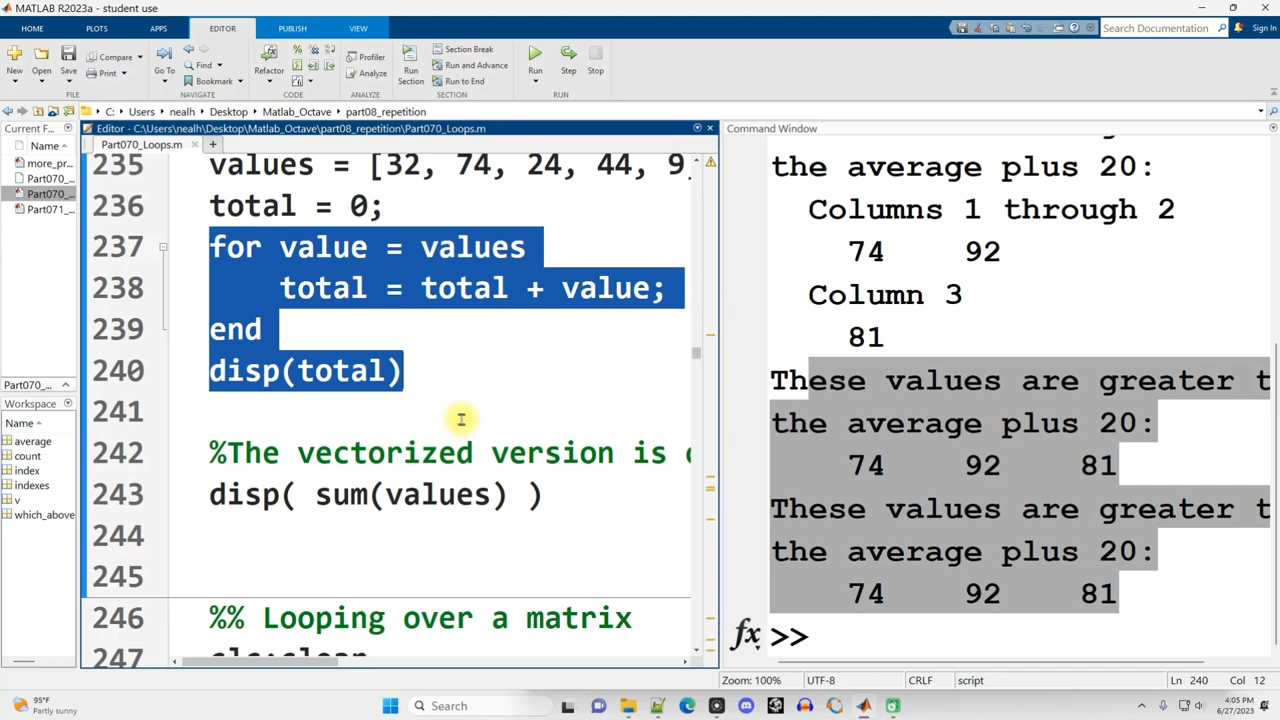 MATLAB R2023a - student use
HOME PLOTS APPS EDITOR PUBLISH VIEW
Search Documentation Sign In
New Open Save Compare Print Go To Find Bookmark Refactor Profiler Analyze Run Section Section Break Run and Advance Run to End Run Step Stop
FILE NAVIGATE CODE ANALYZE SECTION RUN
C: Users nealh Desktop Matlab_Octave part08_repetition
Current F
Name
more_pr...
Part070_...
Part070_...
Part071_...
Part070_...
Workspace
Name
average
count
index
indexes
v
which_above
Editor - C:\Users\nealh\Desktop\Matlab_Octave\part08_repetition\Part070_Loops.m
Part070_Loops.m
235 values = [32, 74, 24, 44, 9
236 total = 0;
237 for value = values
238 total = total + value;
239 end
240 disp(total)
241
242 %The vectorized version is
243 disp( sum(values) )
244
245
246 %% Looping over a matrix
247 clc;clean
Command Window
the average plus 20:
Columns 1 through 2
74 92
Column 3
81
These values are greater t
the average plus 20:
74 92 81
These values are greater t
the average plus 20:
74 92 81
fx >>
Zoom: 100% UTF-8 CRLF script Ln 240 Col 12
95°F
Partly sunny
Search
4:05 PM
6/27/2023